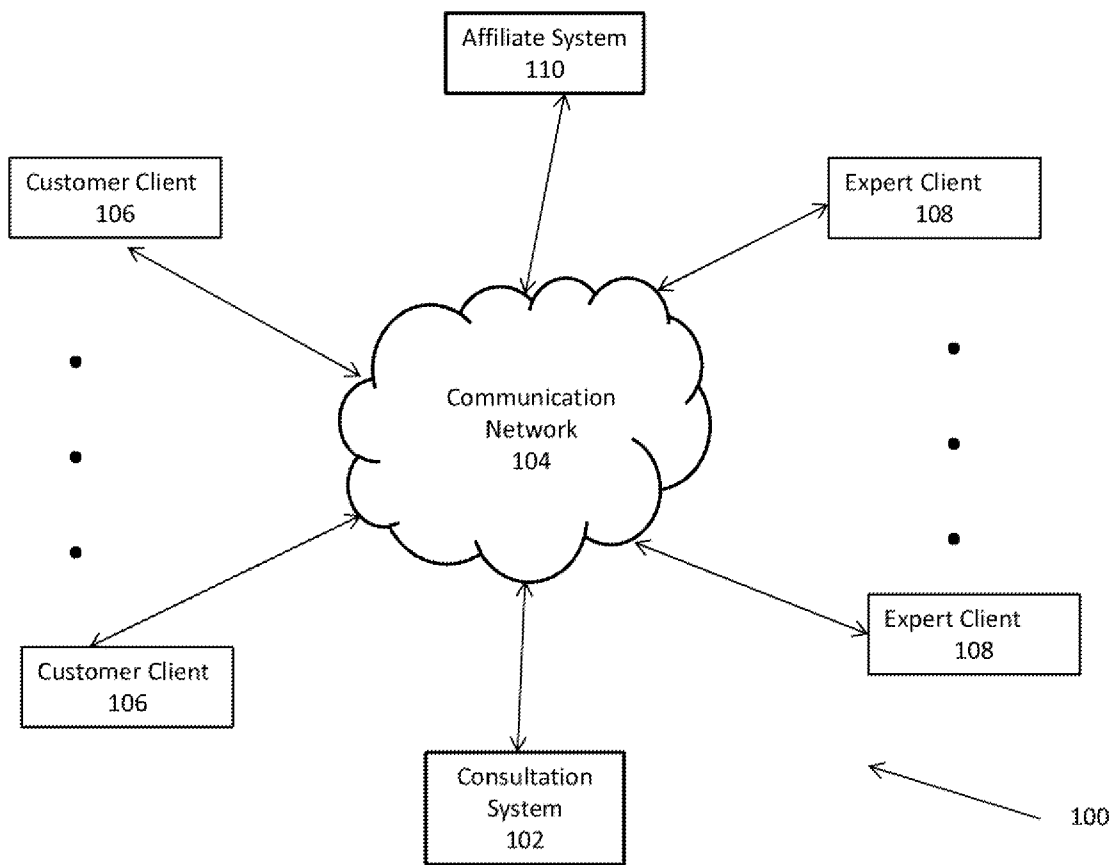 Affiliate System
110
Customer Client
106
Expert Client
108
Communication
Network
104
Customer Client
106
Expert Client
108
Consultation
System
102
100